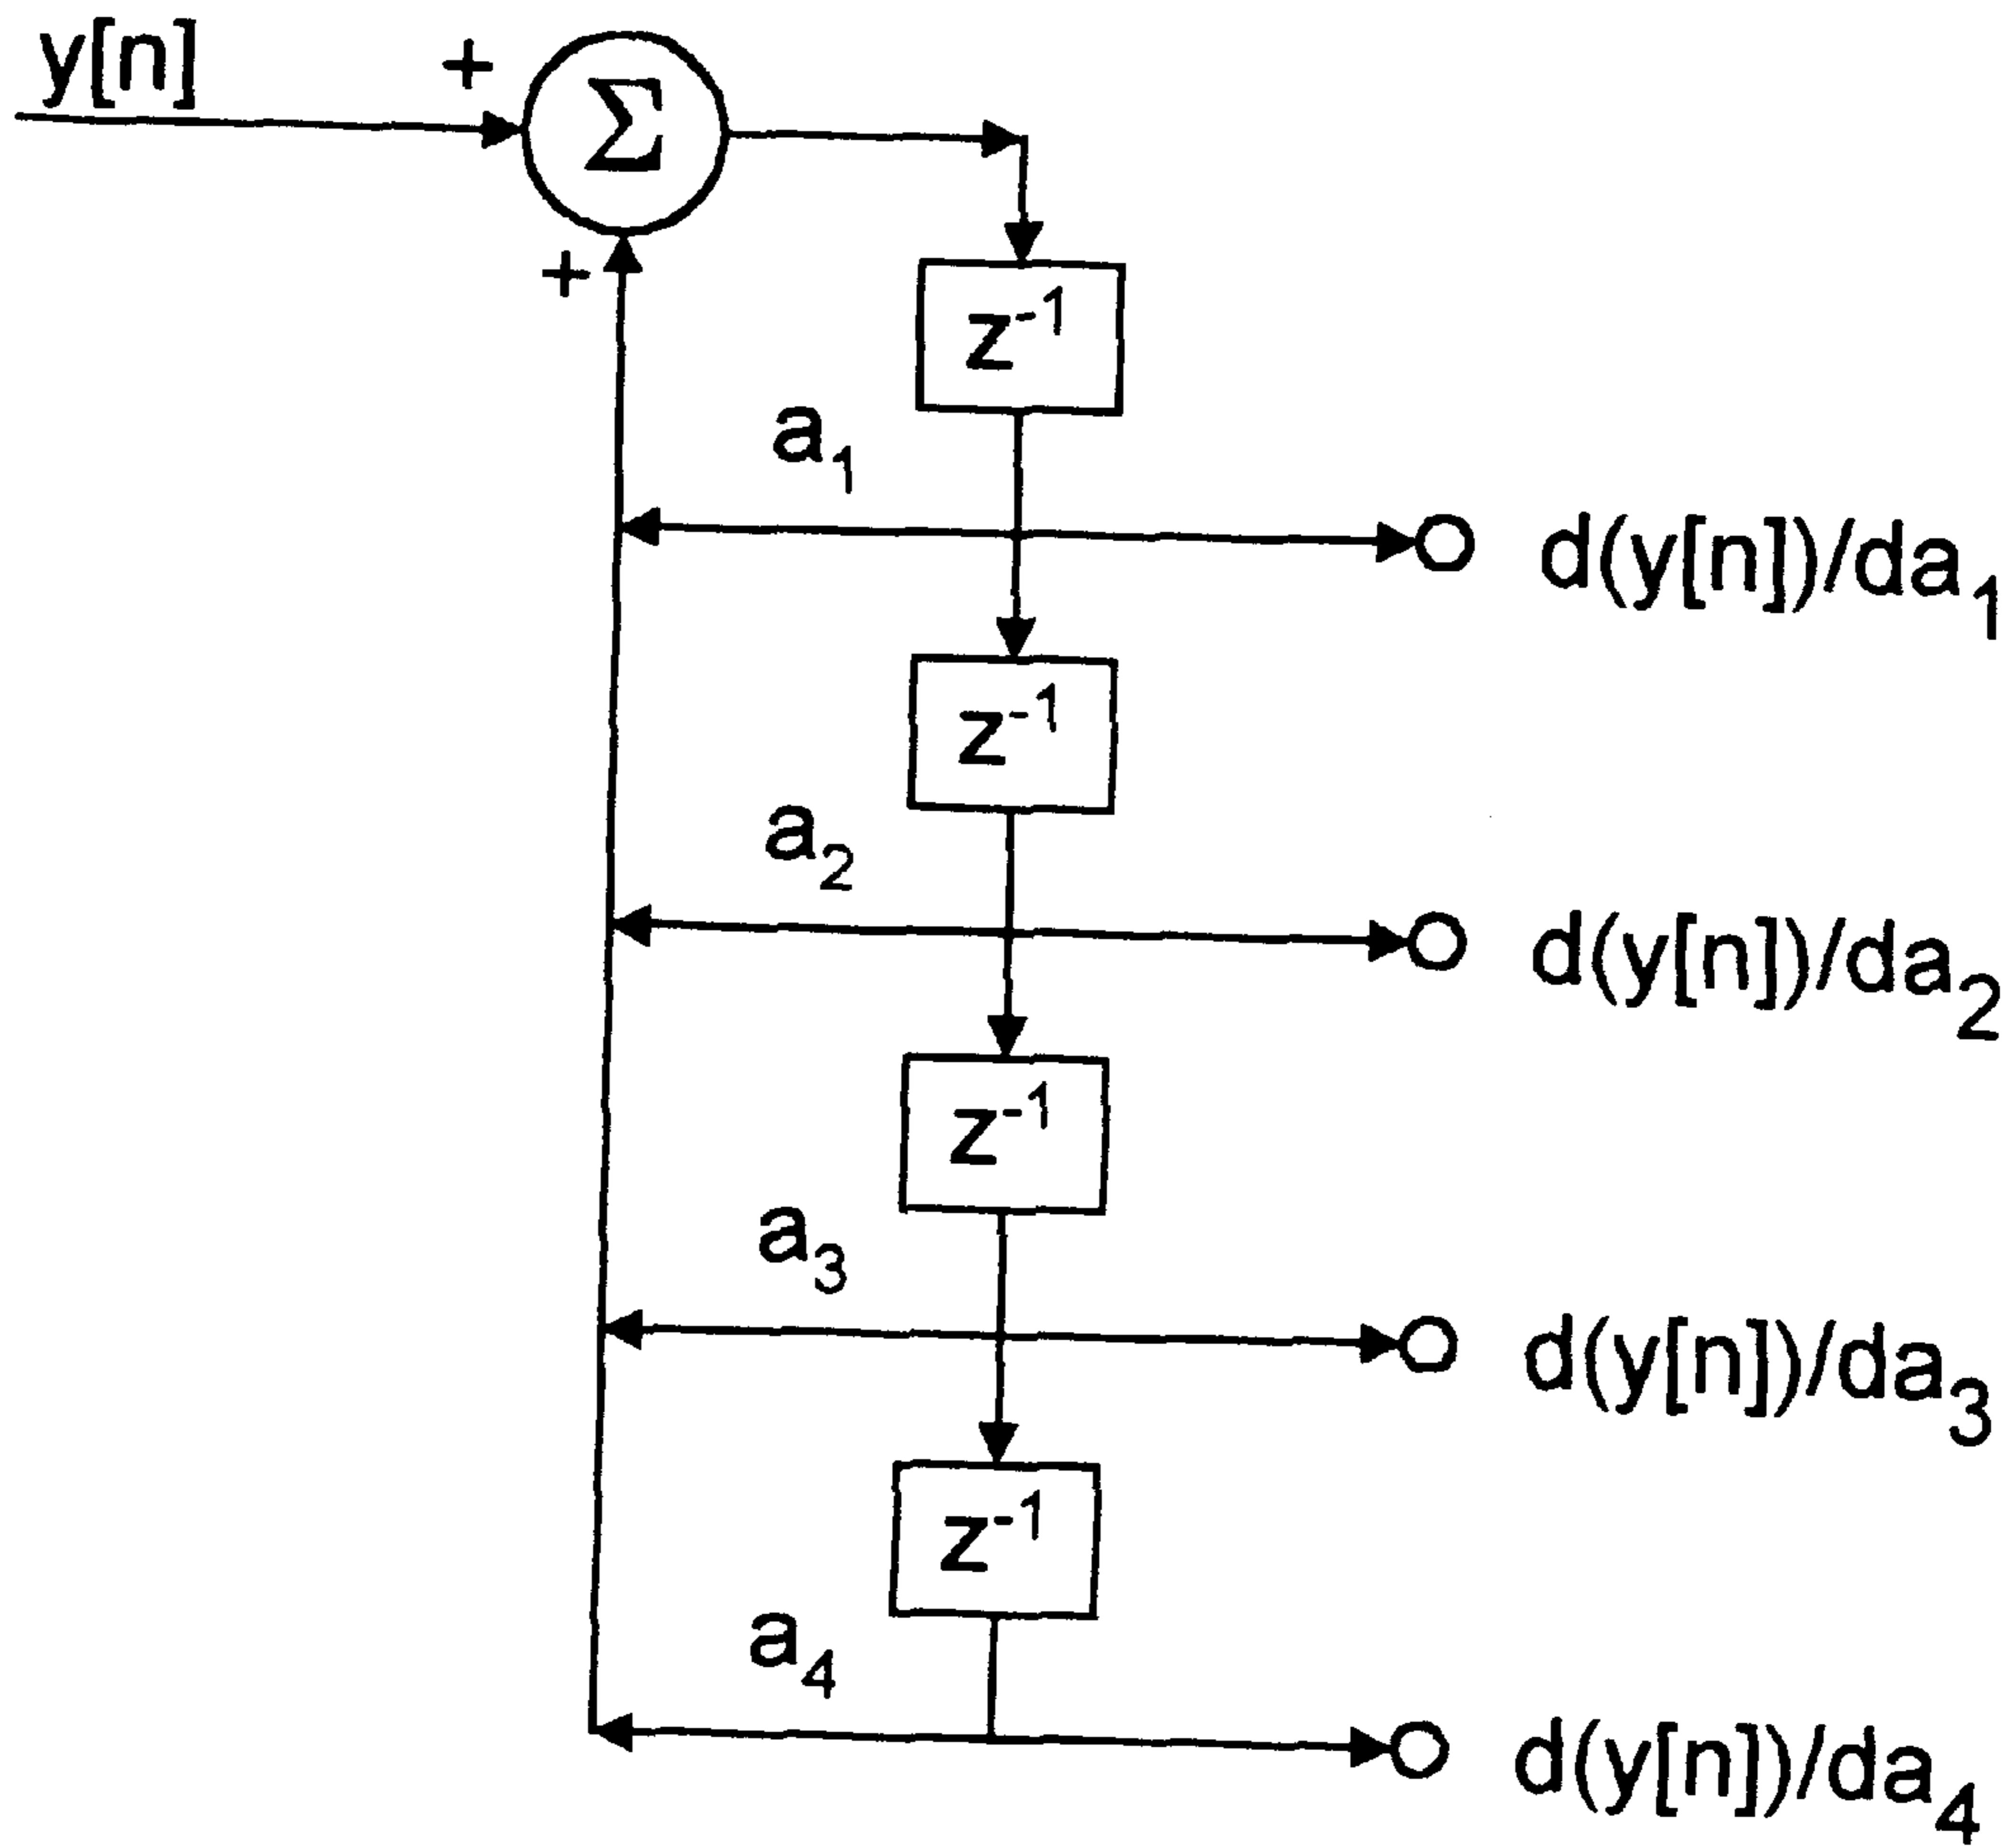 y[n]
+
Σ
+
z⁻¹
a₁
d(y[n])/da₁
z⁻¹
a₂
d(y[n])/da₂
z⁻¹
a₃
d(y[n])/da₃
z⁻¹
a₄
d(y[n])/da₄